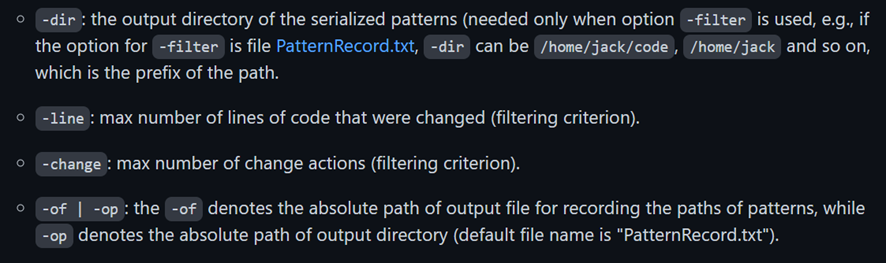 -dir: the output directory of the serialized patterns (needed only when option -filter is used, e.g., if
the option for -filter is file PatternRecord.txt, -dir can be /home/jack/code, /home/jack and so on,
which is the prefix of the path.
-line: max number of lines of code that were changed (filtering criterion).
-change: max number of change actions (filtering criterion).
-of | -op: the -of denotes the absolute path of output file for recording the paths of patterns, while
-op denotes the absolute path of output directory (default file name is "PatternRecord.txt").